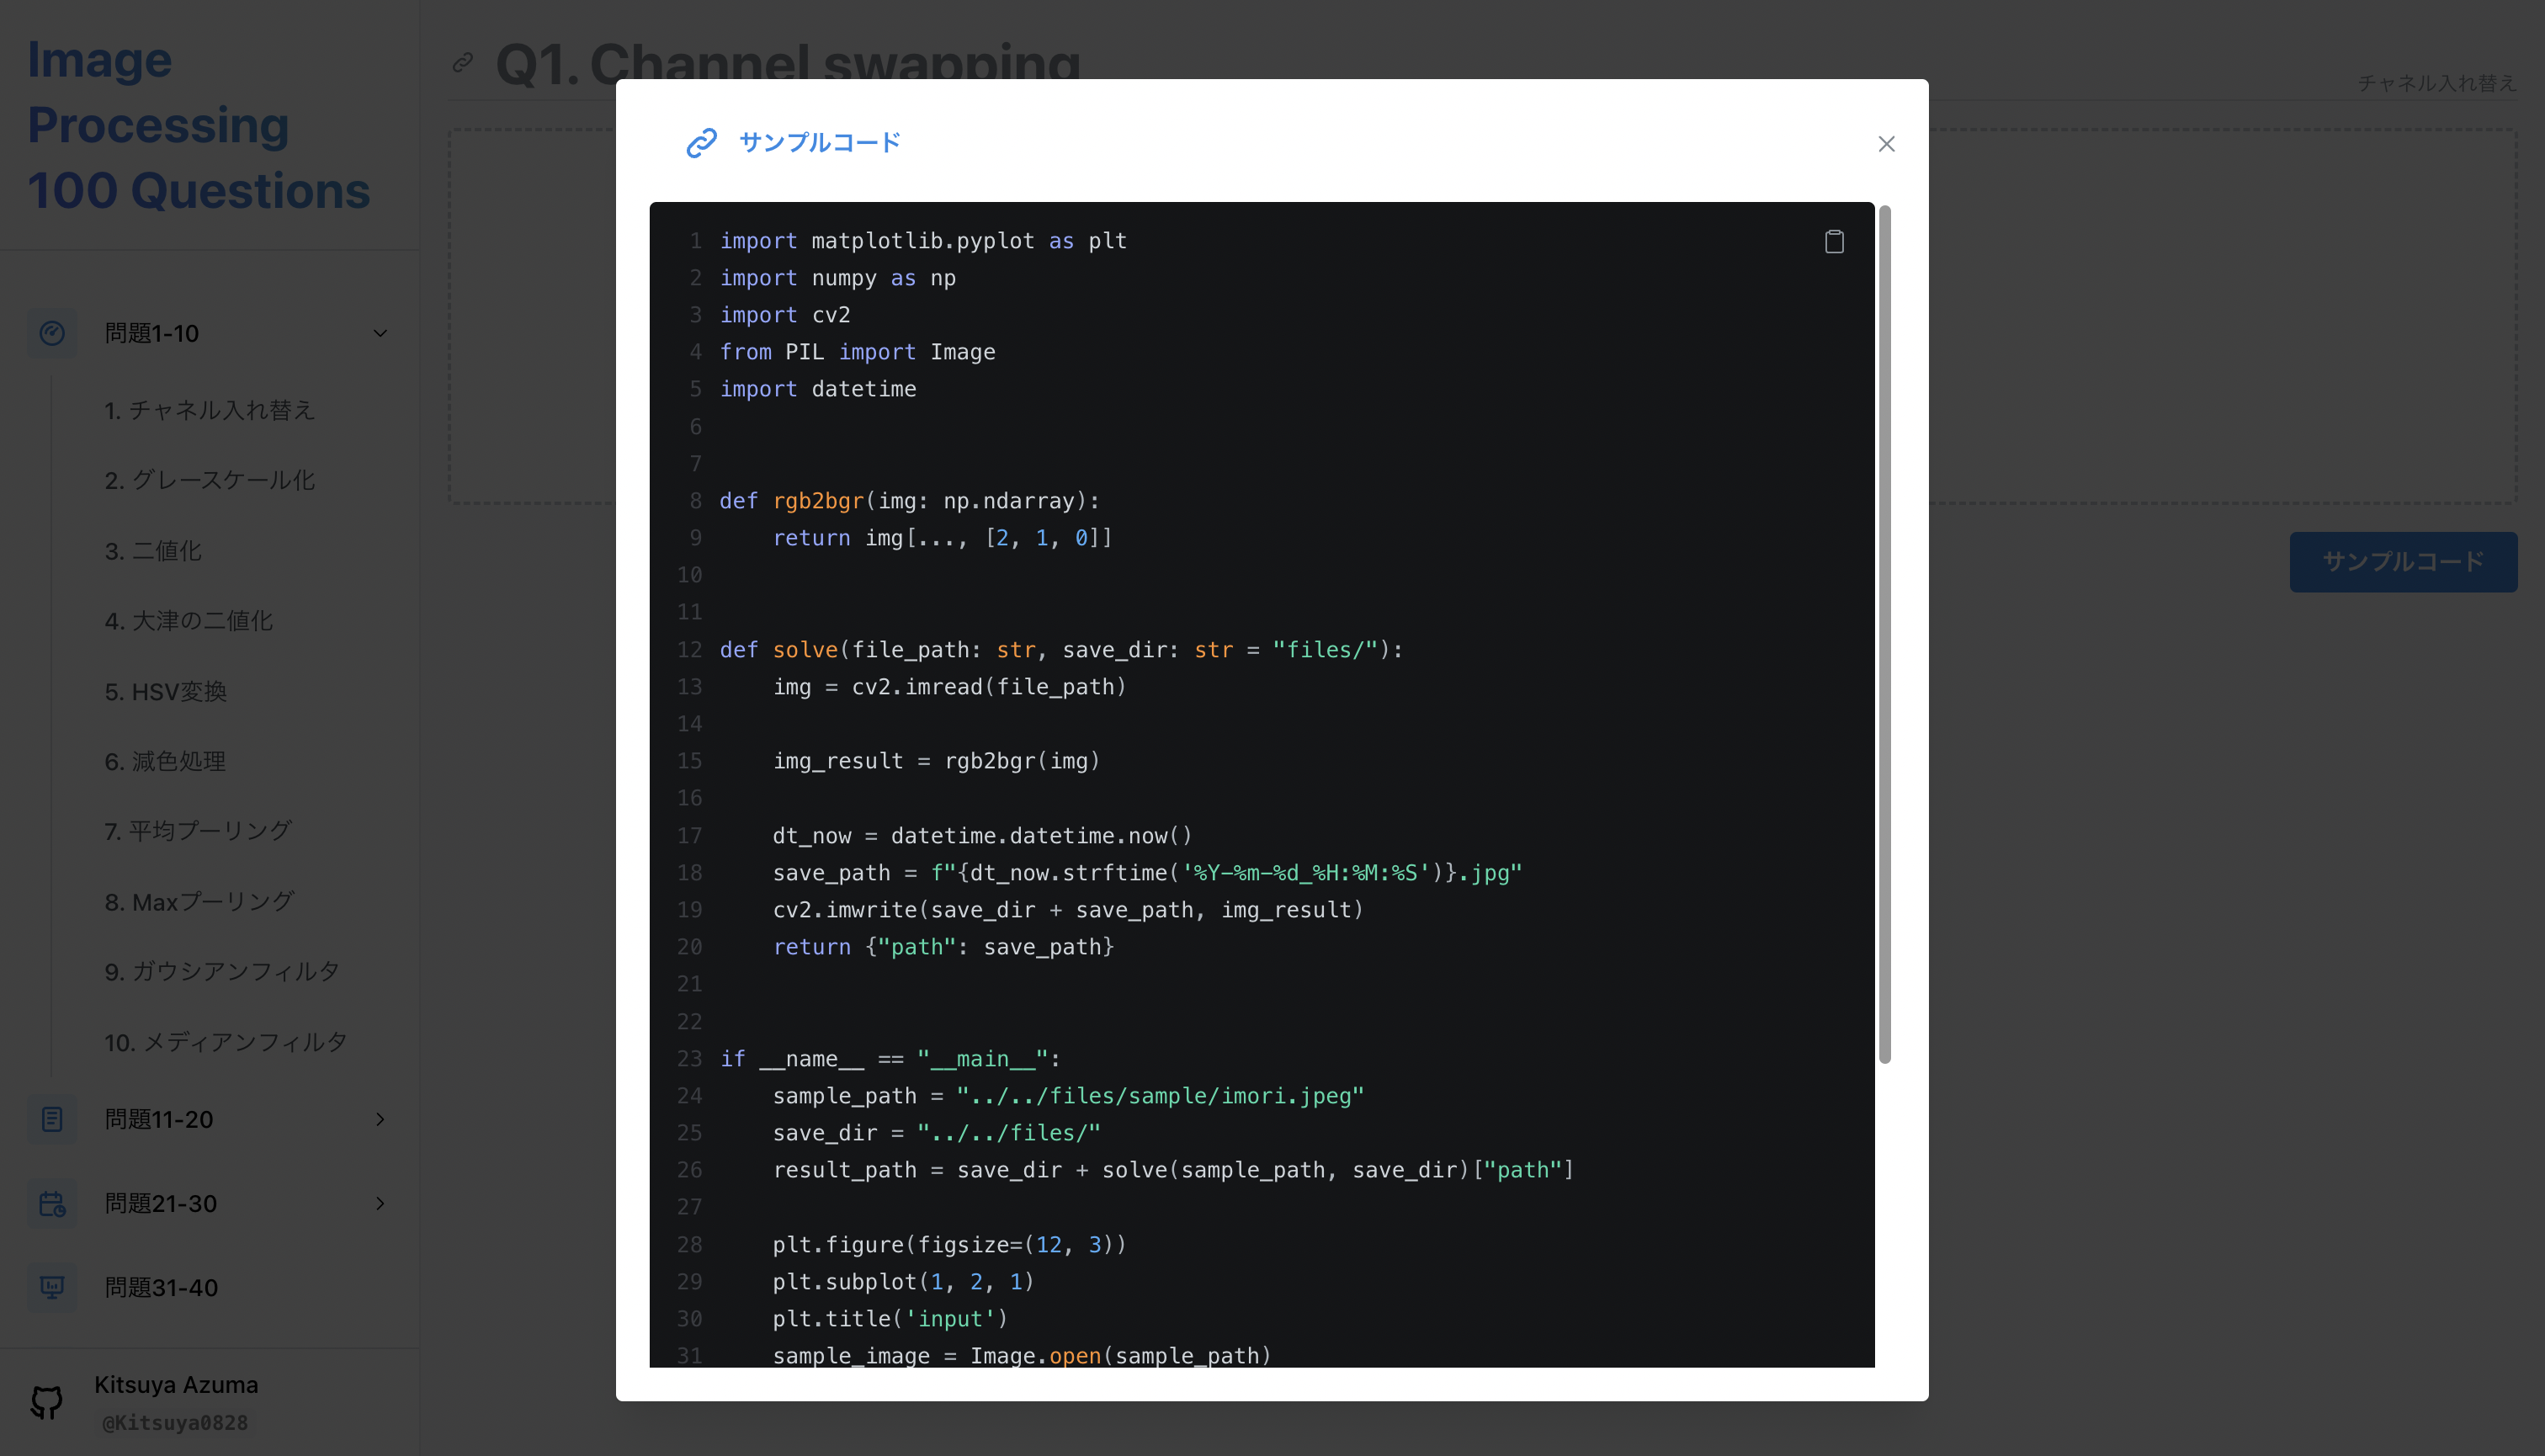 Image
Processing
100 Questions
問題1-10
1. チャネル入れ替え
2. グレースケール化
3. 二値化
4. 大津の二値化
5. HSV変換
6. 減色処理
7. 平均プーリング
8. Maxプーリング
9. ガウシアンフィルタ
10. メディアンフィルタ
問題11-20
問題21-30
問題31-40
Kitsuya Azuma
@Kitsuya0828
Q1. Channel swapping
チャネル入れ替え
サンプルコード
サンプルコード
1 import matplotlib.pyplot as plt
2 import numpy as np
3 import cv2
4 from PIL import Image
5 import datetime
6
7
8 def rgb2bgr(img: np.ndarray):
9     return img[..., [2, 1, 0]]
10
11
12 def solve(file_path: str, save_dir: str = "files/"):
13     img = cv2.imread(file_path)
14
15     img_result = rgb2bgr(img)
16
17     dt_now = datetime.datetime.now()
18     save_path = f"{dt_now.strftime('%Y-%m-%d_%H:%M:%S')}.jpg"
19     cv2.imwrite(save_dir + save_path, img_result)
20     return {"path": save_path}
21
22
23 if __name__ == "__main__":
24     sample_path = "../../files/sample/imori.jpeg"
25     save_dir = "../../files/"
26     result_path = save_dir + solve(sample_path, save_dir)["path"]
27
28     plt.figure(figsize=(12, 3))
29     plt.subplot(1, 2, 1)
30     plt.title('input')
31     sample_image = Image.open(sample_path)